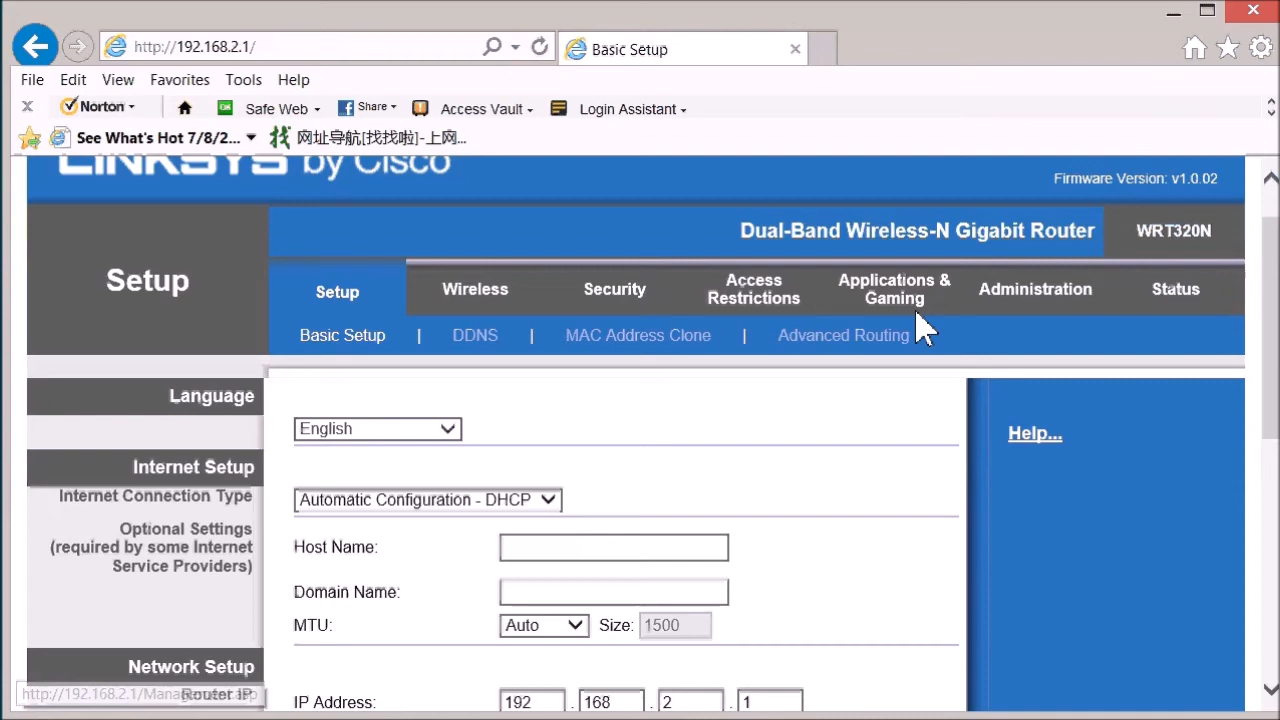 http://192.168.2.1/
Basic Setup
File Edit View Favorites Tools Help
Norton Safe Web Share Access Vault Login Assistant
See What's Hot 7/8/2... 网址导航[找找啦]-上网...
LINKSYS by Cisco
Firmware Version: v1.0.02
Dual-Band Wireless-N Gigabit Router WRT320N
Setup
Setup Wireless Security Access Restrictions Applications & Gaming Administration Status
Basic Setup | DDNS | MAC Address Clone | Advanced Routing
Language
English
Help...
Internet Setup
Internet Connection Type
Automatic Configuration - DHCP
Optional Settings
(required by some Internet
Service Providers)
Host Name:
Domain Name:
MTU: Auto Size: 1500
Network Setup
Router IP
IP Address: 192 . 168 . 2 . 1